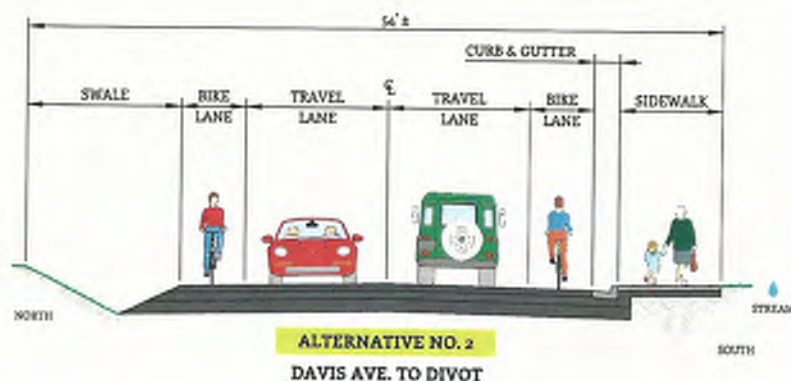 54' ±
CURB & GUTTER
SWALE
BIKE LANE
TRAVEL LANE
℄
TRAVEL LANE
BIKE LANE
SIDEWALK
NORTH
STREAM
SOUTH
ALTERNATIVE NO. 2
DAVIS AVE. TO DIVOT